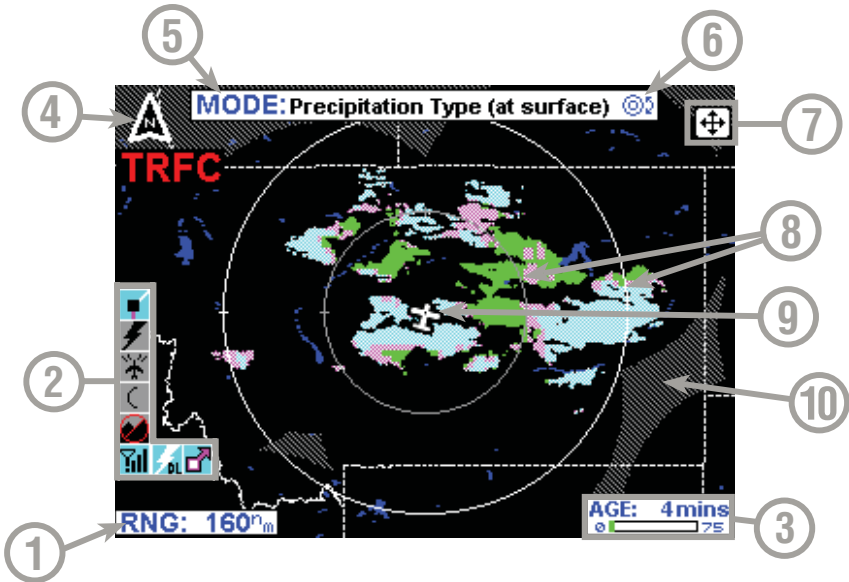 5
6
MODE: Precipitation Type (at surface)
4
N
7
TRFC
8
9
2
10
DL
RNG: 160nm
AGE: 4mins
0 75
3
1